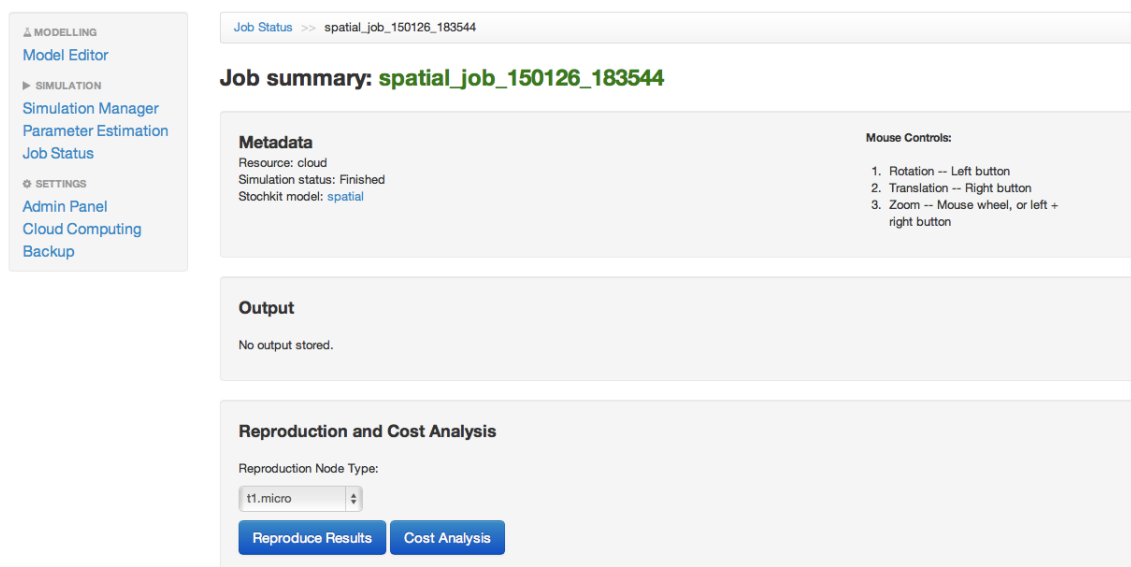 MODELLING
Model Editor
SIMULATION
Simulation Manager
Parameter Estimation
Job Status
SETTINGS
Admin Panel
Cloud Computing
Backup
Job Status >> spatial_job_150126_183544
Job summary: spatial_job_150126_183544
Metadata
Resource: cloud
Simulation status: Finished
Stochkit model: spatial
Mouse Controls:
1. Rotation -- Left button
2. Translation -- Right button
3. Zoom -- Mouse wheel, or left +
right button
Output
No output stored.
Reproduction and Cost Analysis
Reproduction Node Type:
t1.micro
Reproduce Results Cost Analysis